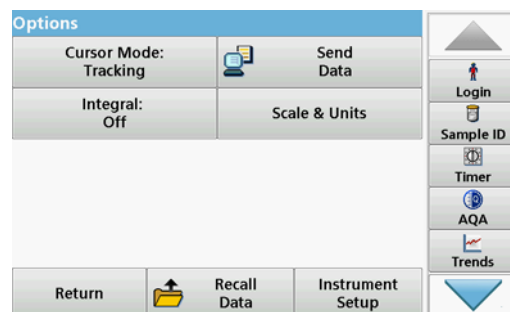 Options
Cursor Mode:
Tracking
Send
Data
Integral:
Off
Scale & Units
Return
Recall
Data
Instrument
Setup
Login
Sample ID
Timer
AQA
Trends